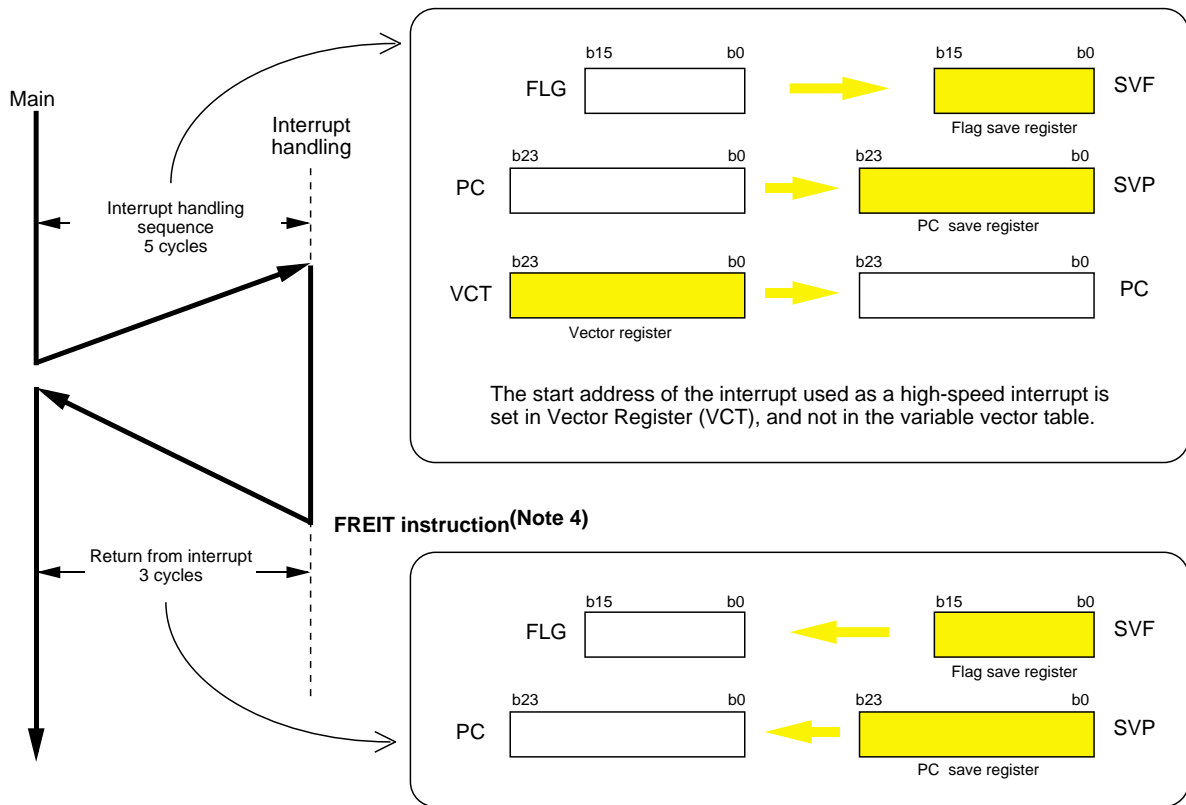 Main
Interrupt
handling
Interrupt handling
sequence
5 cycles
b15 b0 b15 b0
FLG SVF
Flag save register
b23 b0 b23 b0
PC SVP
PC save register
b23 b0 b23 b0
VCT PC
Vector register
The start address of the interrupt used as a high-speed interrupt is
set in Vector Register (VCT), and not in the variable vector table.
FREIT instruction(Note 4)
Return from interrupt
3 cycles
b15 b0 b15 b0
FLG SVF
Flag save register
b23 b0 b23 b0
PC SVP
PC save register